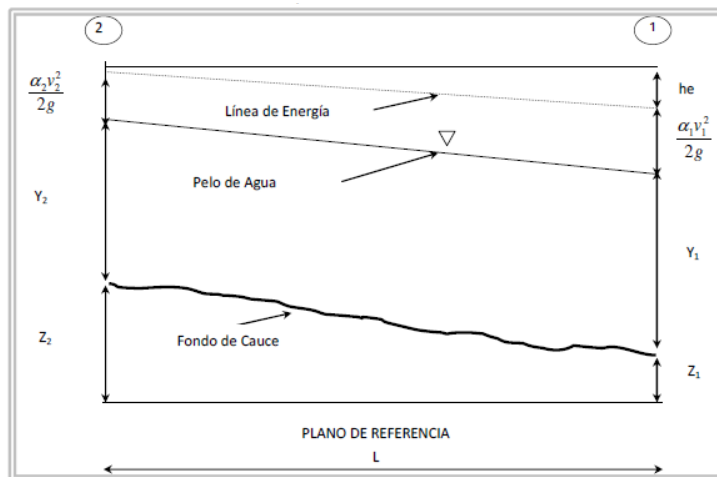 2
1
α₂v₂²
2g
Línea de Energía
he
α₁v₁²
2g
Pelo de Agua
Y₂
Y₁
Z₂
Fondo de Cauce
Z₁
PLANO DE REFERENCIA
L